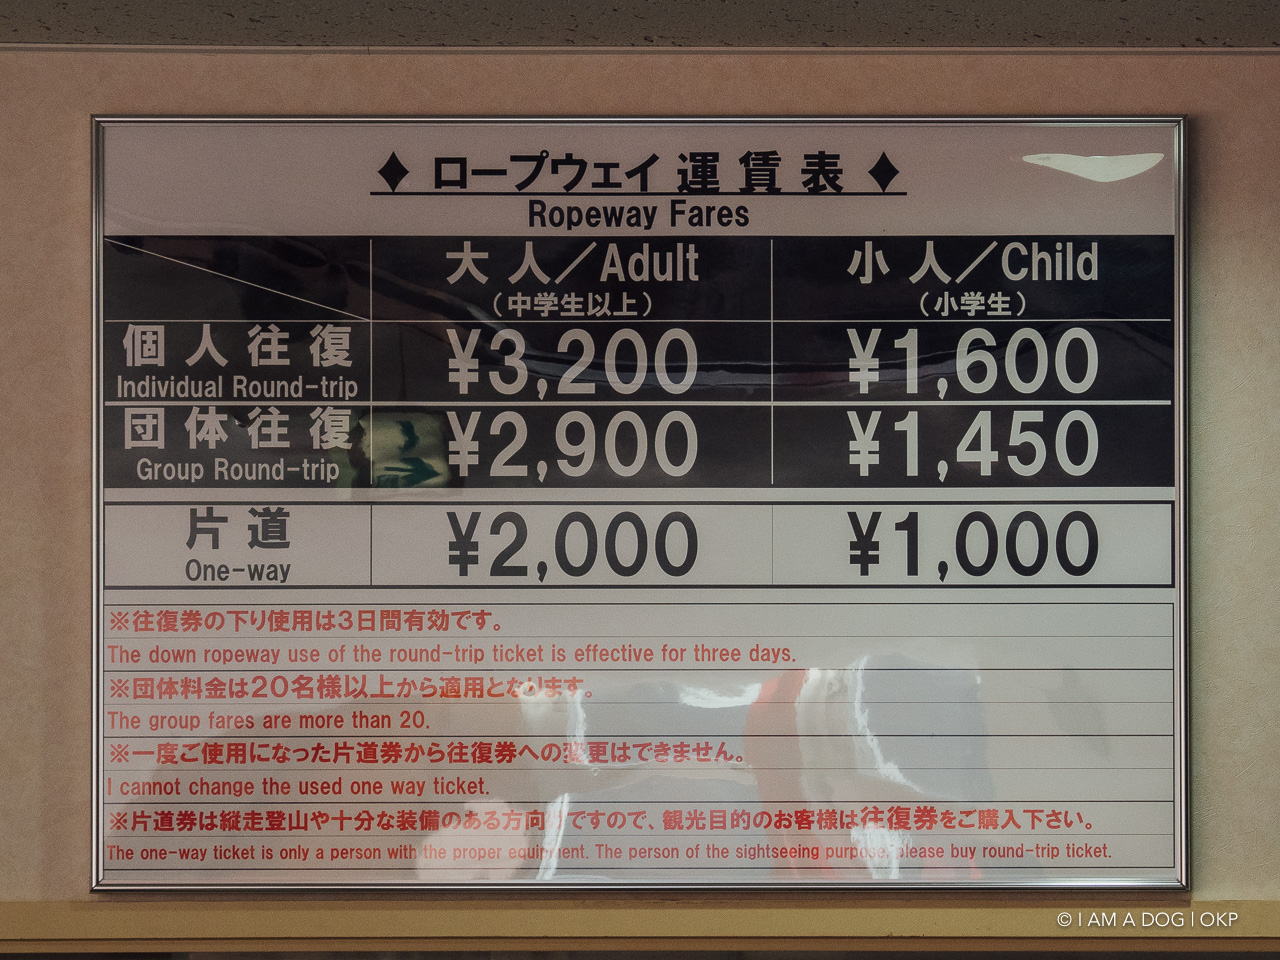 ♦ロープウェイ 運賃表♦
Ropeway Fares
大人／Adult 小人／Child
（中学生以上） （小学生）
個人往復 ¥3,200 ¥1,600
Individual Round-trip
団体往復 ¥2,900 ¥1,450
Group Round-trip
片道 ¥2,000 ¥1,000
One-way
※往復券の下り使用は3日間有効です。
The down ropeway use of the round-trip ticket is effective for three days.
※団体料金は20名様以上から適用となります。
The group fares are more than 20.
※一度ご使用になった片道券から往復券への変更はできません。
I cannot change the used one way ticket.
※片道券は縦走登山や十分な装備のある方向けですので、観光目的のお客様は往復券をご購入下さい。
The one-way ticket is only a person with the proper equipment. The person of the sightseeing purpose, please buy round-trip ticket.
© I AM A DOG | OKP